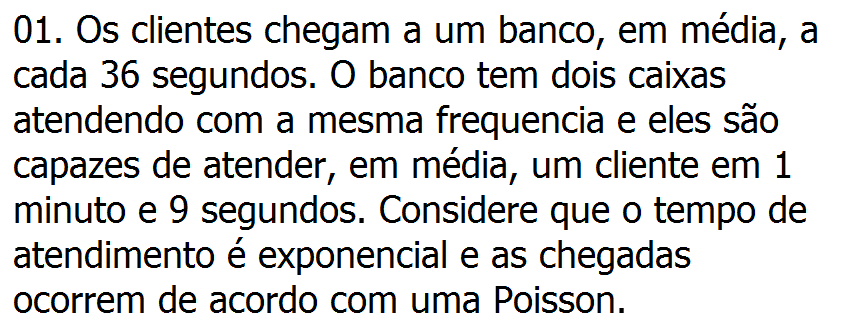 01. Os clientes chegam a um banco, em média, a
cada 36 segundos. O banco tem dois caixas
atendendo com a mesma frequencia e eles são
capazes de atender, em média, um cliente em 1
minuto e 9 segundos. Considere que o tempo de
atendimento é exponencial e as chegadas
ocorrem de acordo com uma Poisson.